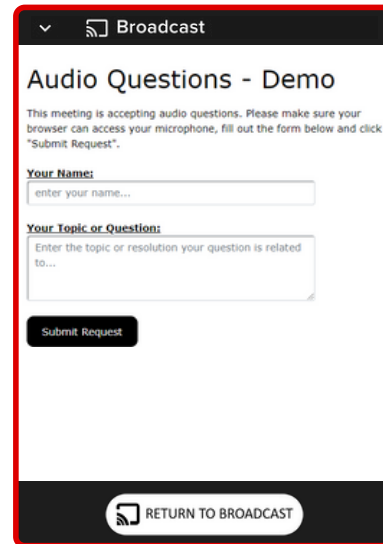 Broadcast
Audio Questions - Demo
This meeting is accepting audio questions. Please make sure your
browser can access your microphone, fill out the form below and click
"Submit Request".
Your Name:
enter your name...
Your Topic or Question:
Enter the topic or resolution your question is related
to...
Submit Request
RETURN TO BROADCAST